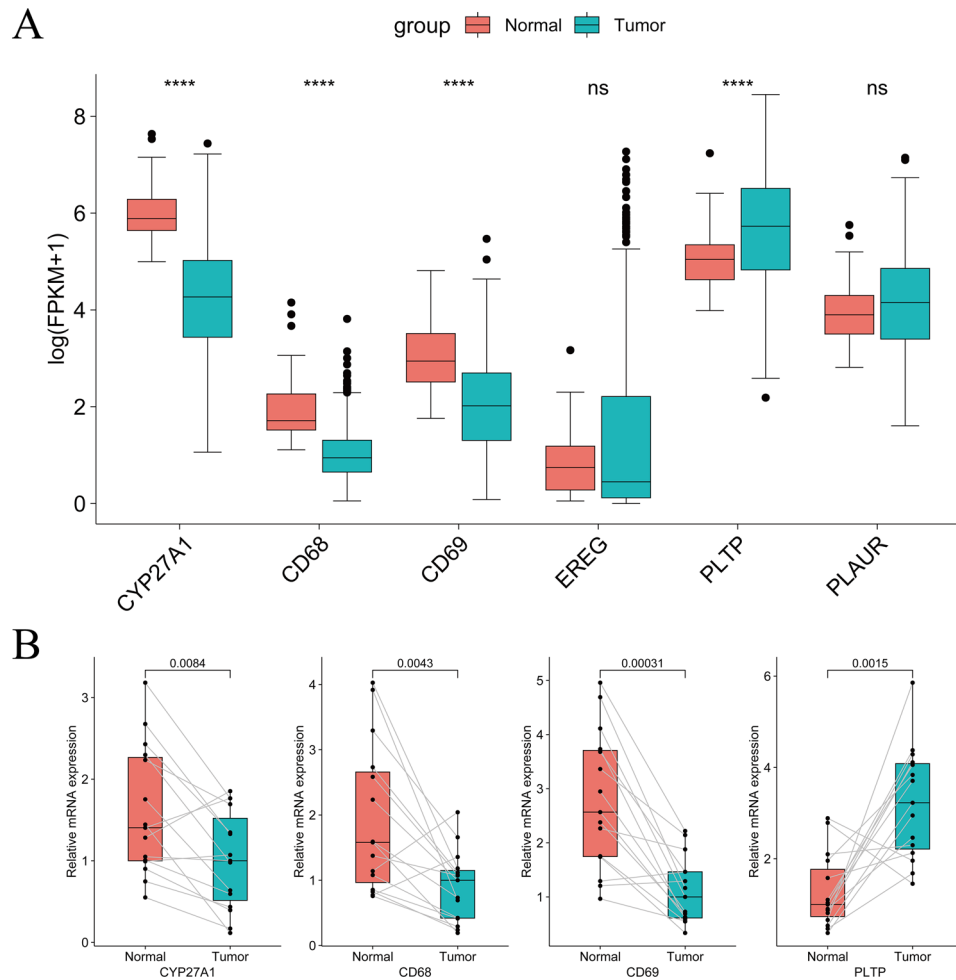 A
group Normal Tumor
**** **** **** ns **** ns
log(FPKM+1)
8
6
4
2
0
CYP27A1 CD68 CD69 EREG PLTP PLAUR
B
0.0084 0.0043 0.00031 0.0015
Relative mRNA expression
3
2
1
0
Normal Tumor
CYP27A1
Relative mRNA expression
4
3
2
1
0
Normal Tumor
CD68
Relative mRNA expression
5
4
3
2
1
0
Normal Tumor
CD69
Relative mRNA expression
6
4
2
Normal Tumor
PLTP